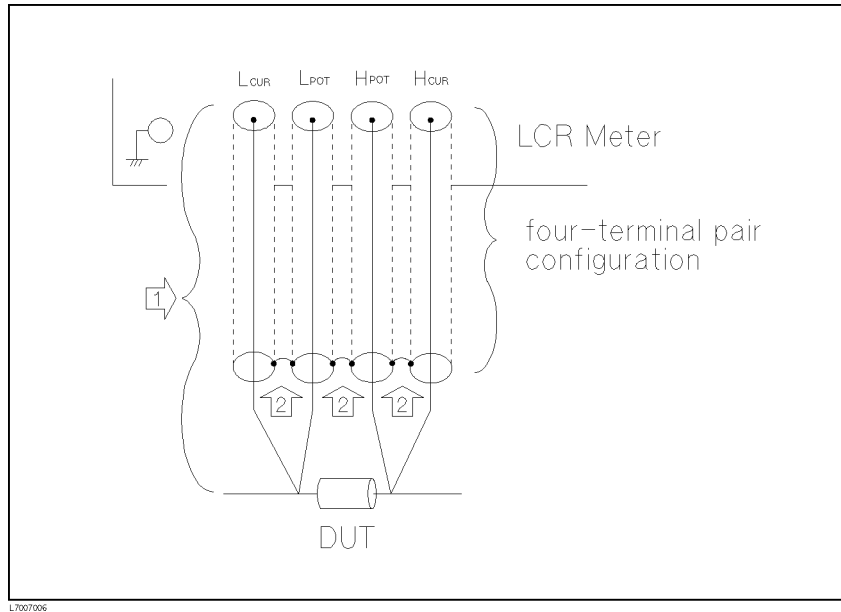 LCUR LPOT HPOT HCUR
LCR Meter
four-terminal pair
configuration
1
2 2 2
DUT
L7007006